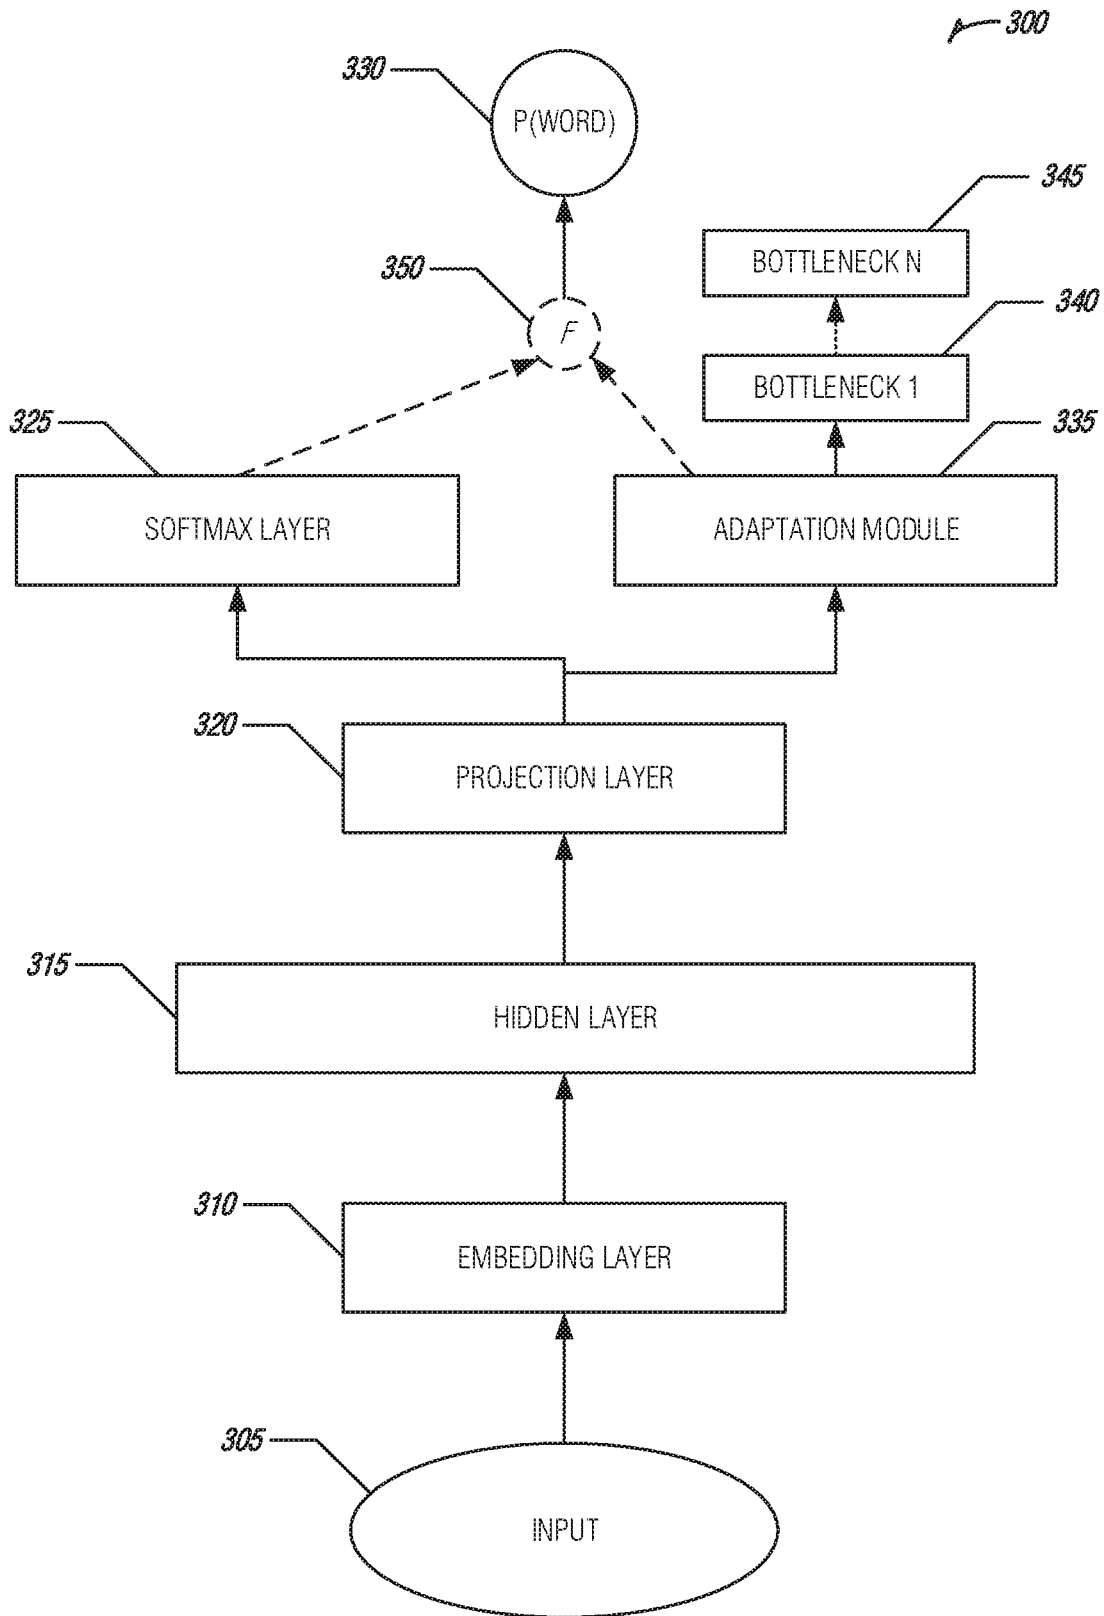 300
330
P(WORD)
345
BOTTLENECK N
350
F
340
BOTTLENECK 1
325
335
SOFTMAX LAYER
ADAPTATION MODULE
320
PROJECTION LAYER
315
HIDDEN LAYER
310
EMBEDDING LAYER
305
INPUT